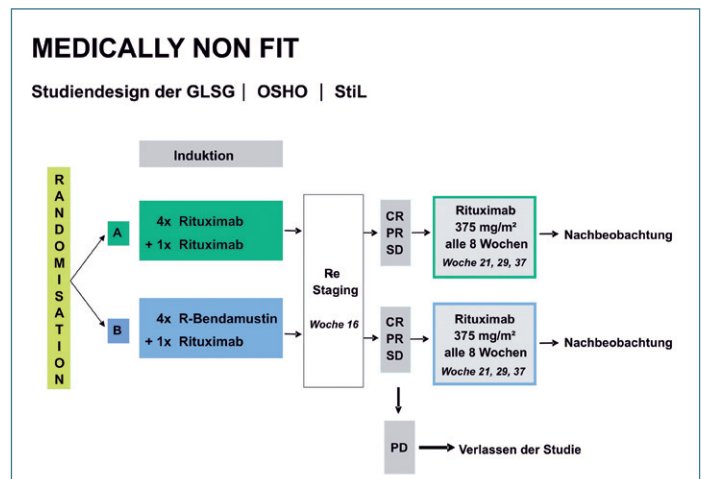 MEDICALLY NON FIT
Studiendesign der GLSG | OSHO | StiL
Induktion
RANDOMISATION
A
4x Rituximab
+ 1x Rituximab
B
4x R-Bendamustin
+ 1x Rituximab
Re
Staging
Woche 16
CR
PR
SD
Rituximab
375 mg/m²
alle 8 Wochen
Woche 21, 29, 37
Nachbeobachtung
CR
PR
SD
Rituximab
375 mg/m²
alle 8 Wochen
Woche 21, 29, 37
Nachbeobachtung
PD
Verlassen der Studie